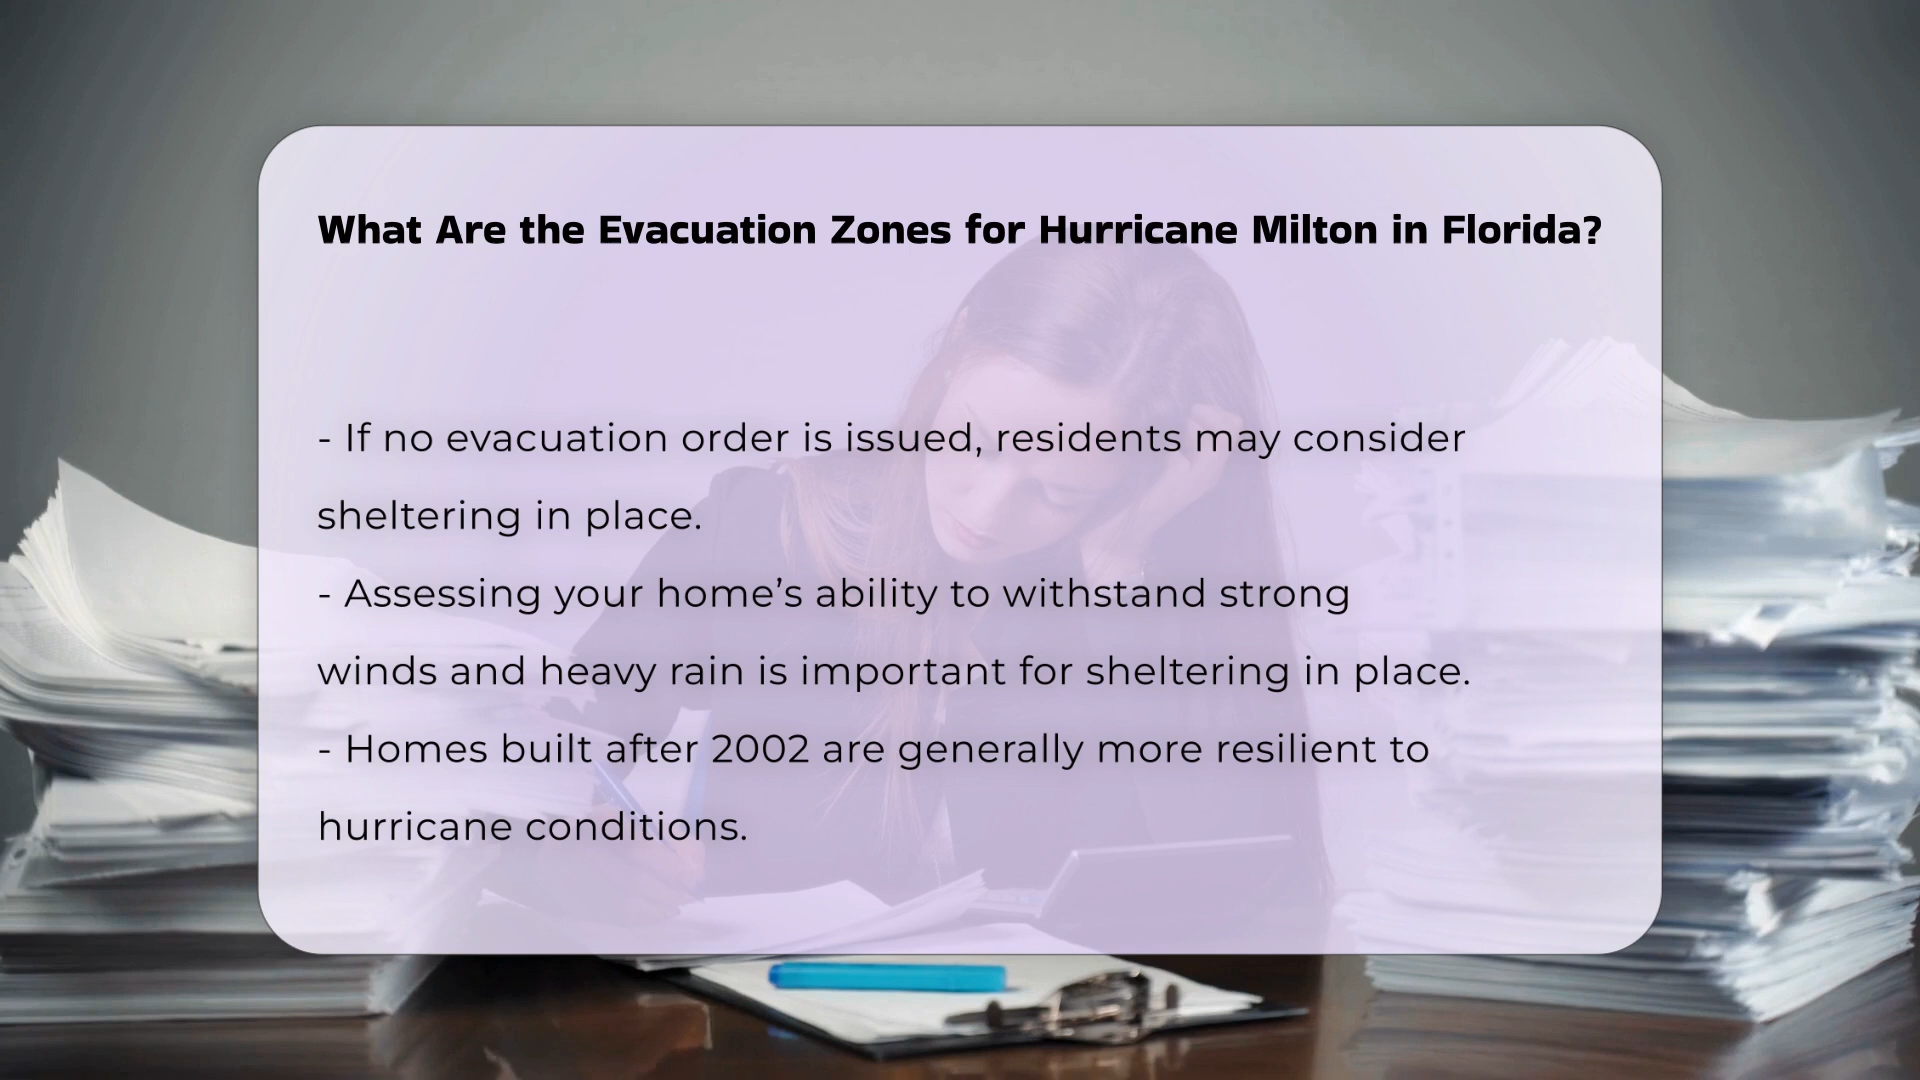 What Are the Evacuation Zones for Hurricane Milton in Florida?
- If no evacuation order is issued, residents may consider
sheltering in place.
- Assessing your home’s ability to withstand strong
winds and heavy rain is important for sheltering in place.
- Homes built after 2002 are generally more resilient to
hurricane conditions.